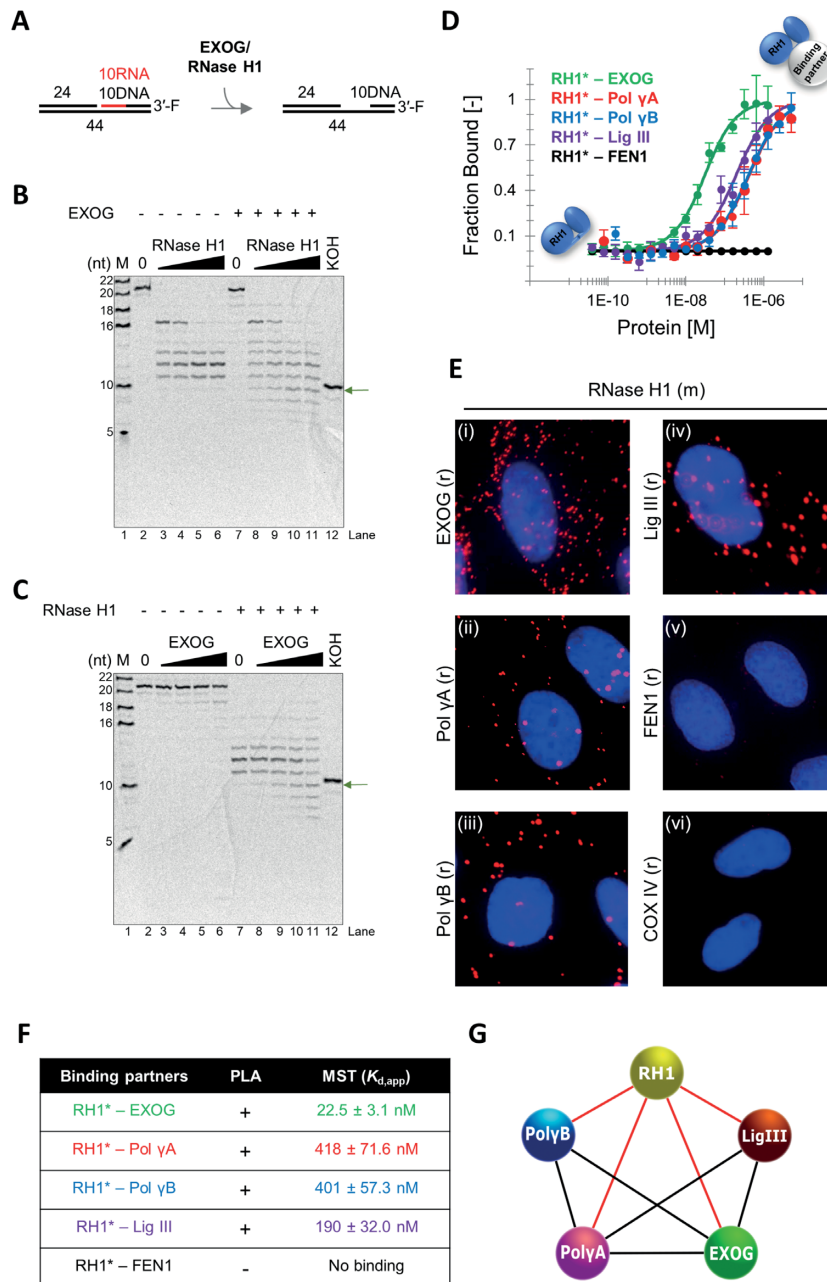 A
24
10RNA
10DNA
3′-F
44
EXOG/
RNase H1
24
10DNA
3′-F
44
B
EXOG
- - - - - + + + + +
RNase H1
RNase H1
(nt) M 0 0 KOH
22
20
18
16
10
5
1 2 3 4 5 6 7 8 9 10 11 12 Lane
C
RNase H1
- - - - - + + + + +
EXOG
EXOG
(nt) M 0 0 KOH
22
20
18
16
10
5
1 2 3 4 5 6 7 8 9 10 11 12 Lane
D
RH1* – EXOG
RH1* – Pol γA
RH1* – Pol γB
RH1* – Lig III
RH1* – FEN1
RH1
Binding
partner
RH1
Fraction Bound [-]
1
0.7
0.4
0.1
1E-10 1E-08 1E-06
Protein [M]
E
RNase H1 (m)
(i)
EXOG (r)
(iv)
Lig III (r)
(ii)
Pol γA (r)
(v)
FEN1 (r)
(iii)
Pol γB (r)
(vi)
COX IV (r)
F
Binding partners PLA MST (Kd,app)
RH1* – EXOG + 22.5 ± 3.1 nM
RH1* – Pol γA + 418 ± 71.6 nM
RH1* – Pol γB + 401 ± 57.3 nM
RH1* – Lig III + 190 ± 32.0 nM
RH1* – FEN1 - No binding
G
RH1
PolγB
LigIII
PolγA
EXOG